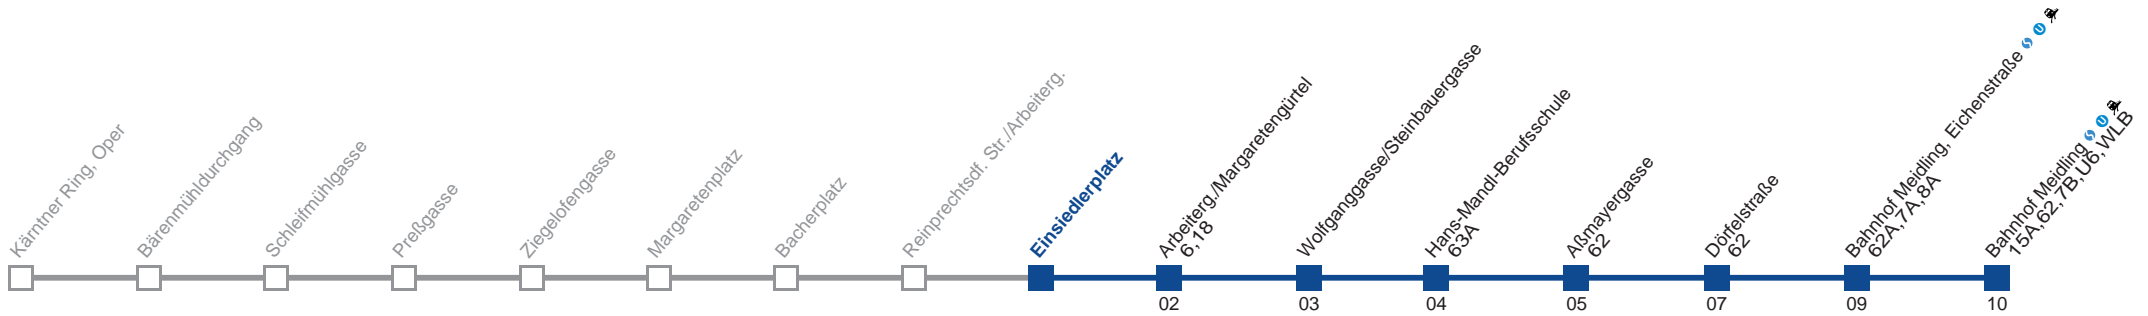 Kärntner Ring, Oper
Bärenmühldurchgang
Schleifmühlgasse
Preßgasse
Ziegelofengasse
Margaretenplatz
Bacherplatz
Reinprechtsdf. Str./Arbeiterg.
Einsiedlerplatz
Arbeiterg./Margaretengürtel
6,18
02
Wolfganggasse/Steinbauergasse
03
Hans-Mandl-Berufsschule
63A
04
Aßmayergasse
62
05
Dörfelstraße
62
07
Bahnhof Meidling, Eichenstraße S U
62A,7A,8A
09
Bahnhof Meidling S U
15A,62,7B,U6,WLB
10